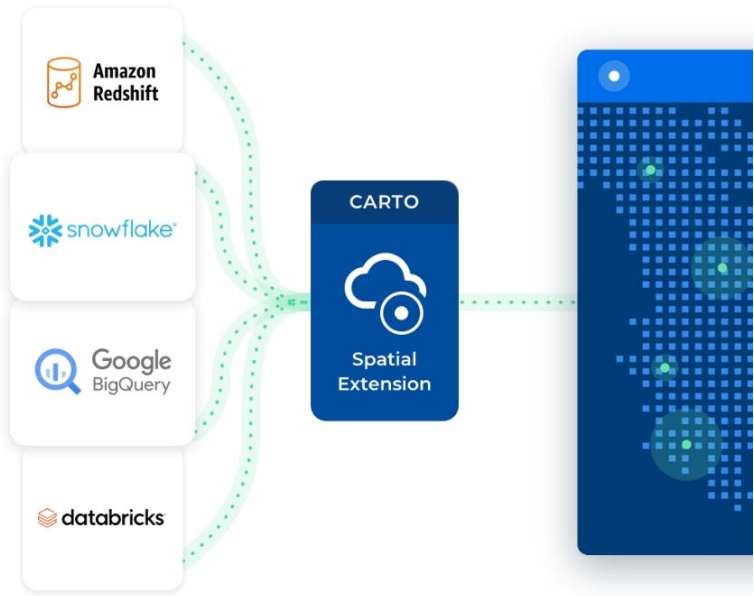 Amazon
Redshift
snowflake®
Google
BigQuery
databricks
CARTO
Spatial
Extension